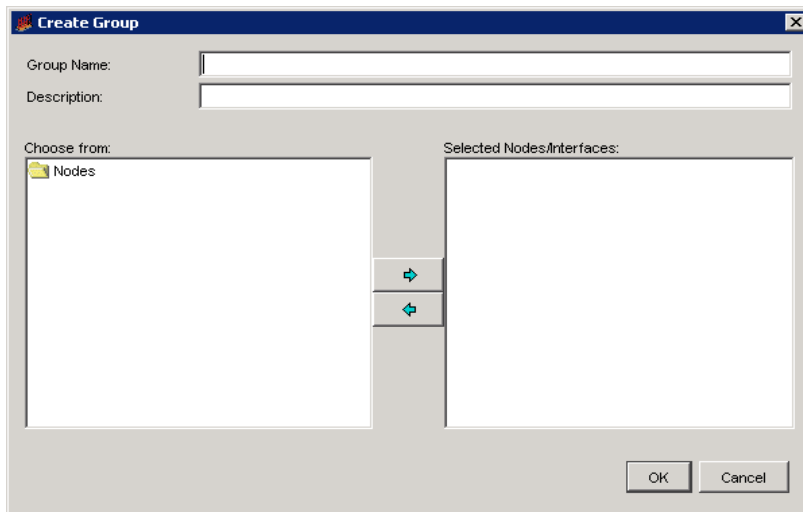 Create Group
Group Name:
Description:
Choose from:
Selected Nodes/Interfaces:
Nodes
OK
Cancel